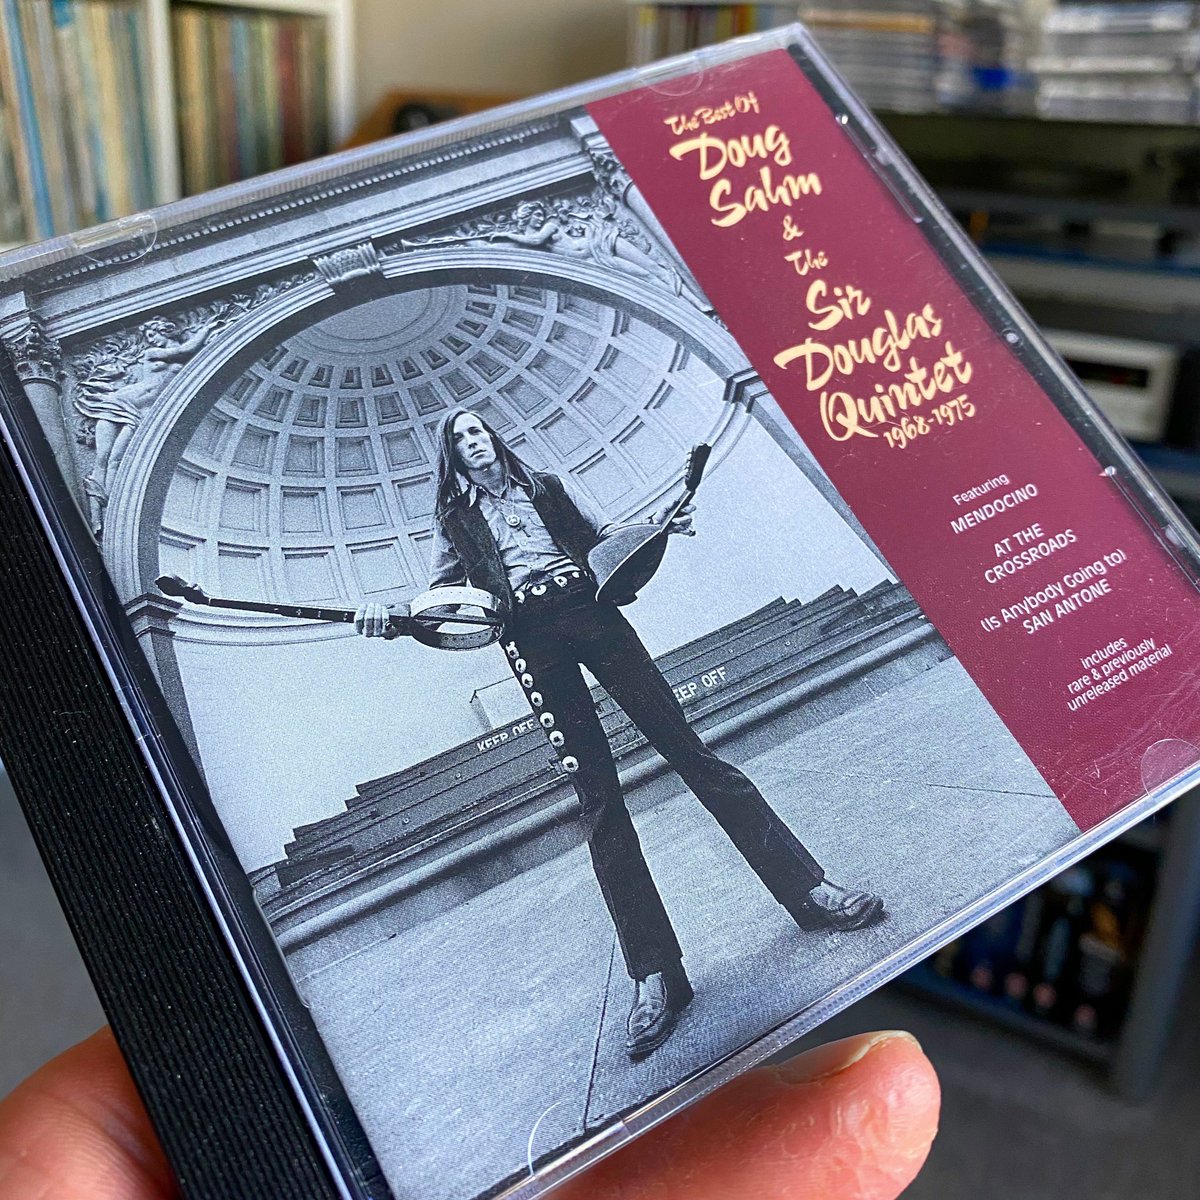 The Best Of
Doug
Sahm
&
The
Sir
Douglas
Quintet
1968-1975
Featuring
MENDOCINO
AT THE
CROSSROADS
(Is Anybody Going to)
SAN ANTONE
includes
rare & previously
unreleased material
KEEP OFF
KEEP OFF